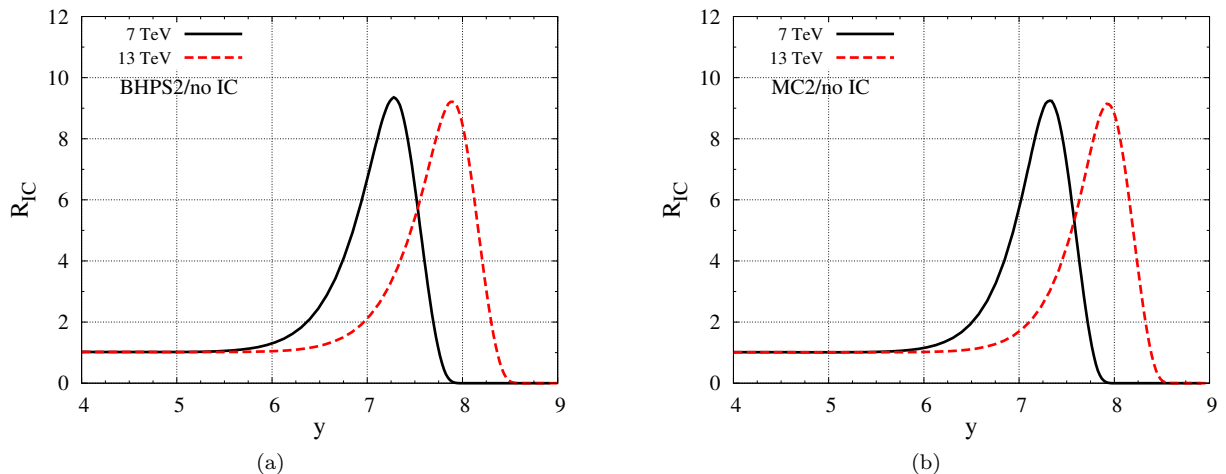 12
10
8
6
4
2
0
R_IC
7 TeV
13 TeV
BHPS2/no IC
4 5 6 7 8 9
y
(a)
12
10
8
6
4
2
0
R_IC
7 TeV
13 TeV
MC2/no IC
4 5 6 7 8 9
y
(b)